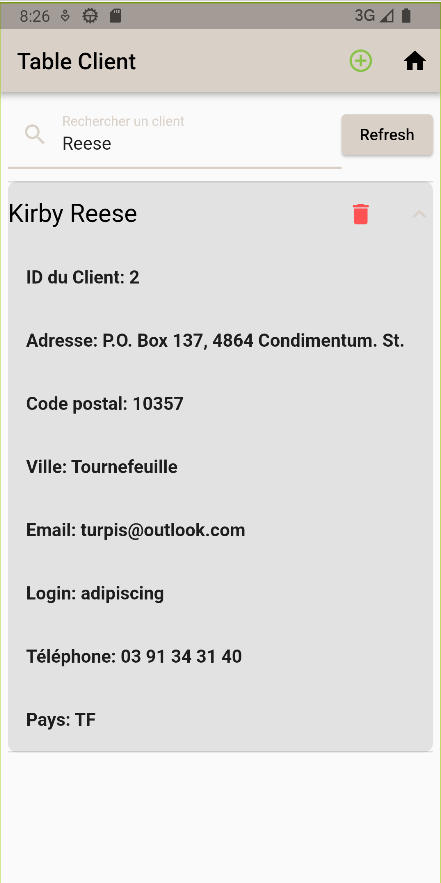 8:26 3G
Table Client
Rechercher un client
Reese
Refresh
Kirby Reese
ID du Client: 2
Adresse: P.O. Box 137, 4864 Condimentum. St.
Code postal: 10357
Ville: Tournefeuille
Email: turpis@outlook.com
Login: adipiscing
Téléphone: 03 91 34 31 40
Pays: TF